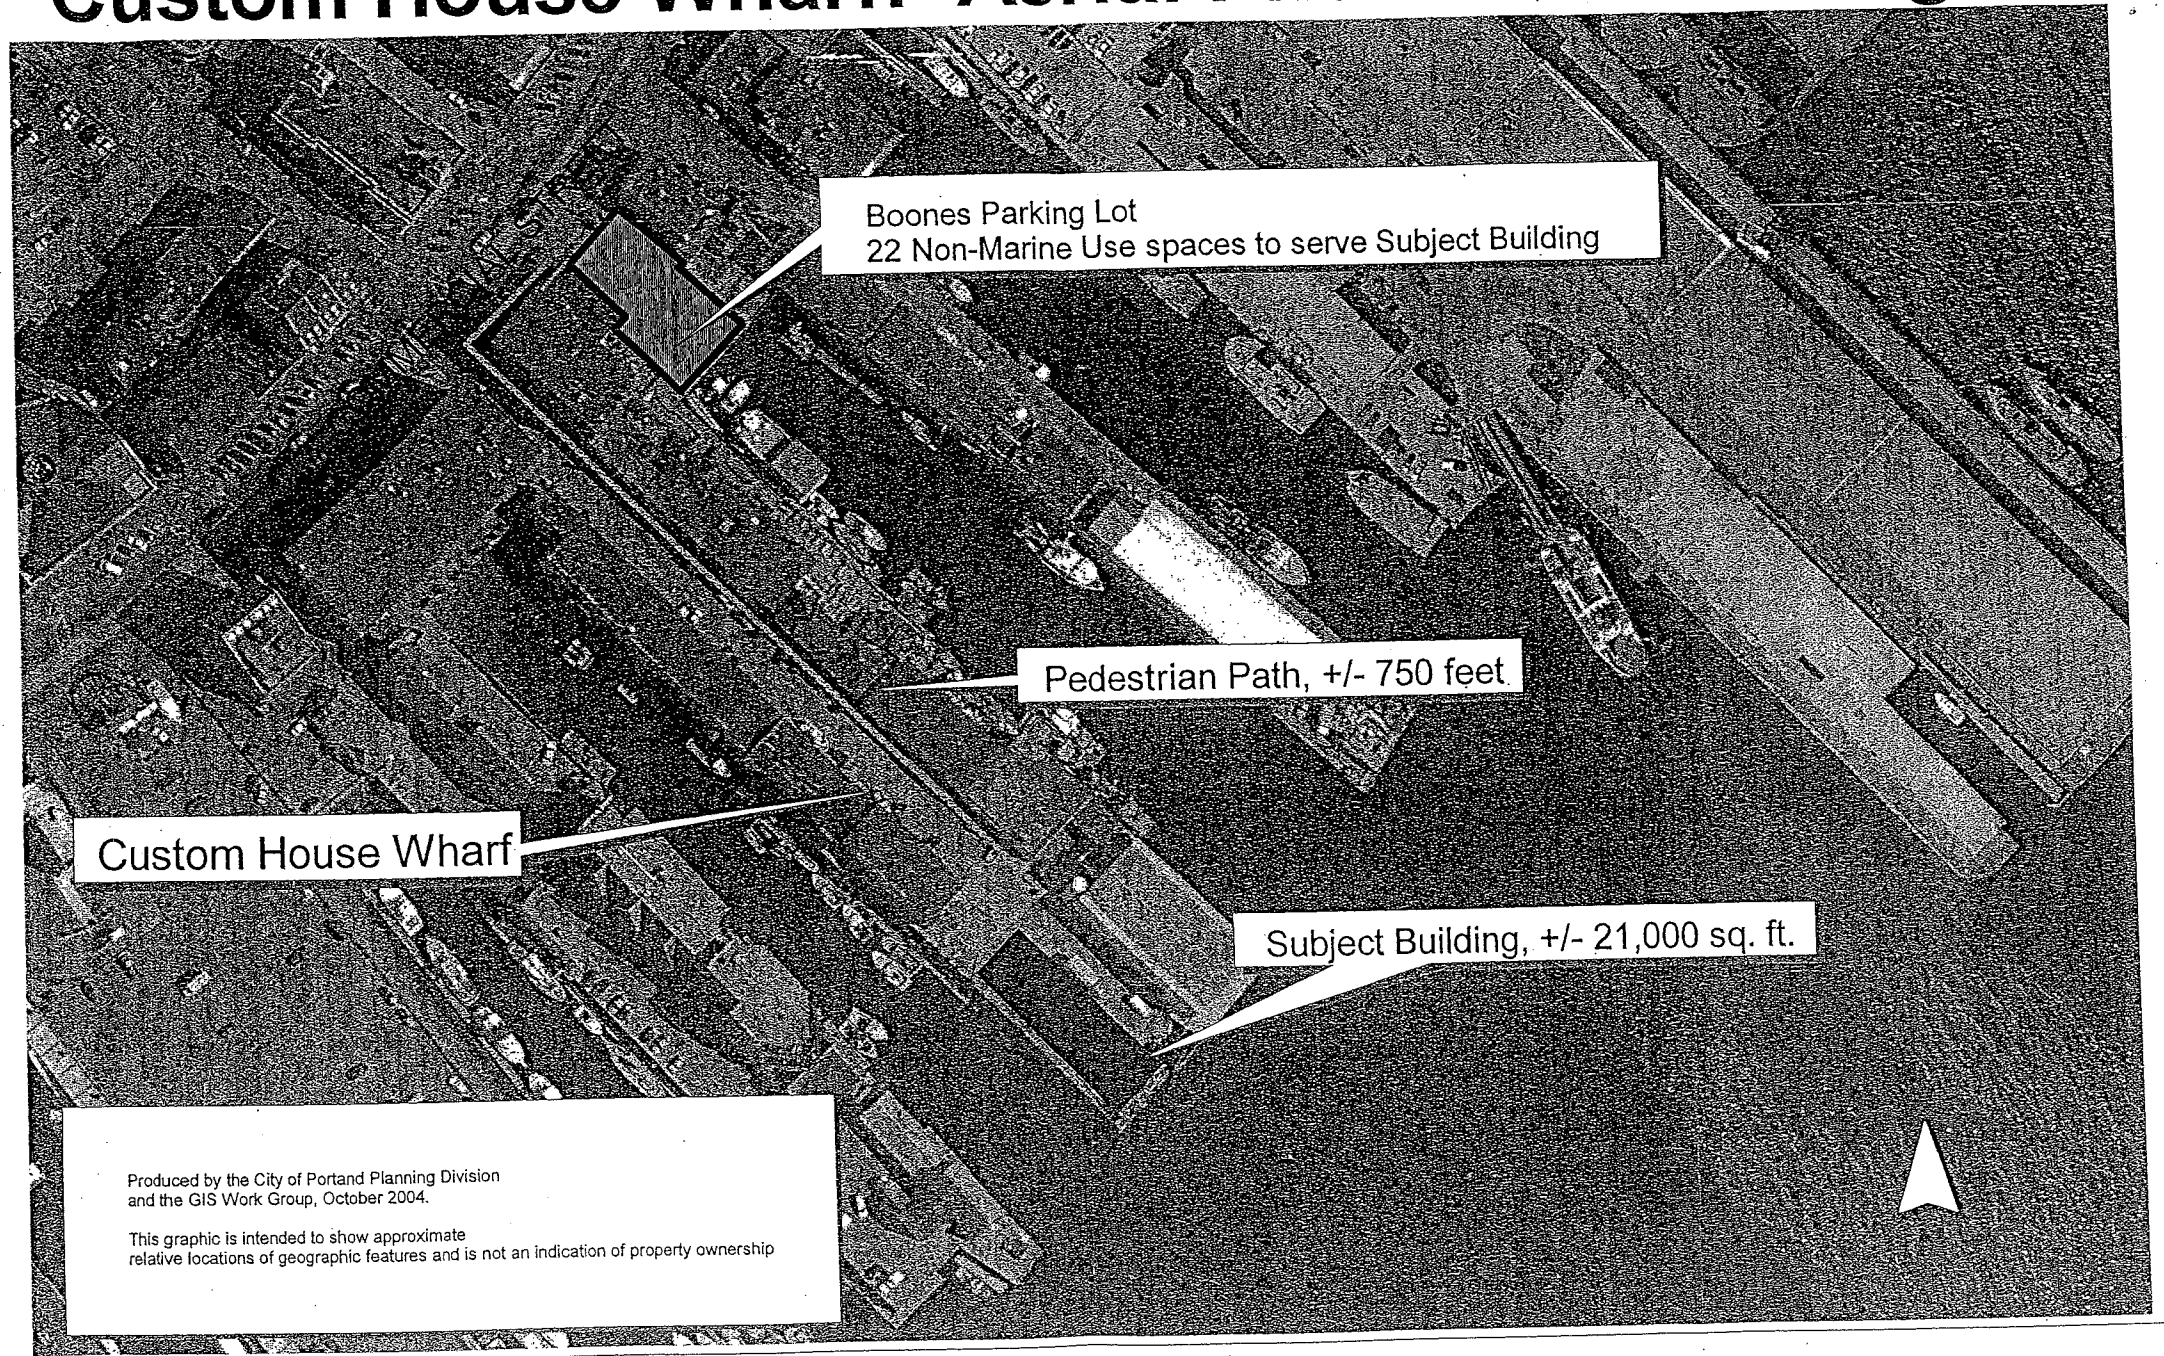 Custom House Wharf
Boones Parking Lot
22 Non-Marine Use spaces to serve Subject Building
Pedestrian Path, +/- 750 feet
Custom House Wharf
Subject Building, +/- 21,000 sq. ft.
Produced by the City of Portand Planning Division
and the GIS Work Group, October 2004.
This graphic is intended to show approximate
relative locations of geographic features and is not an indication of property ownership